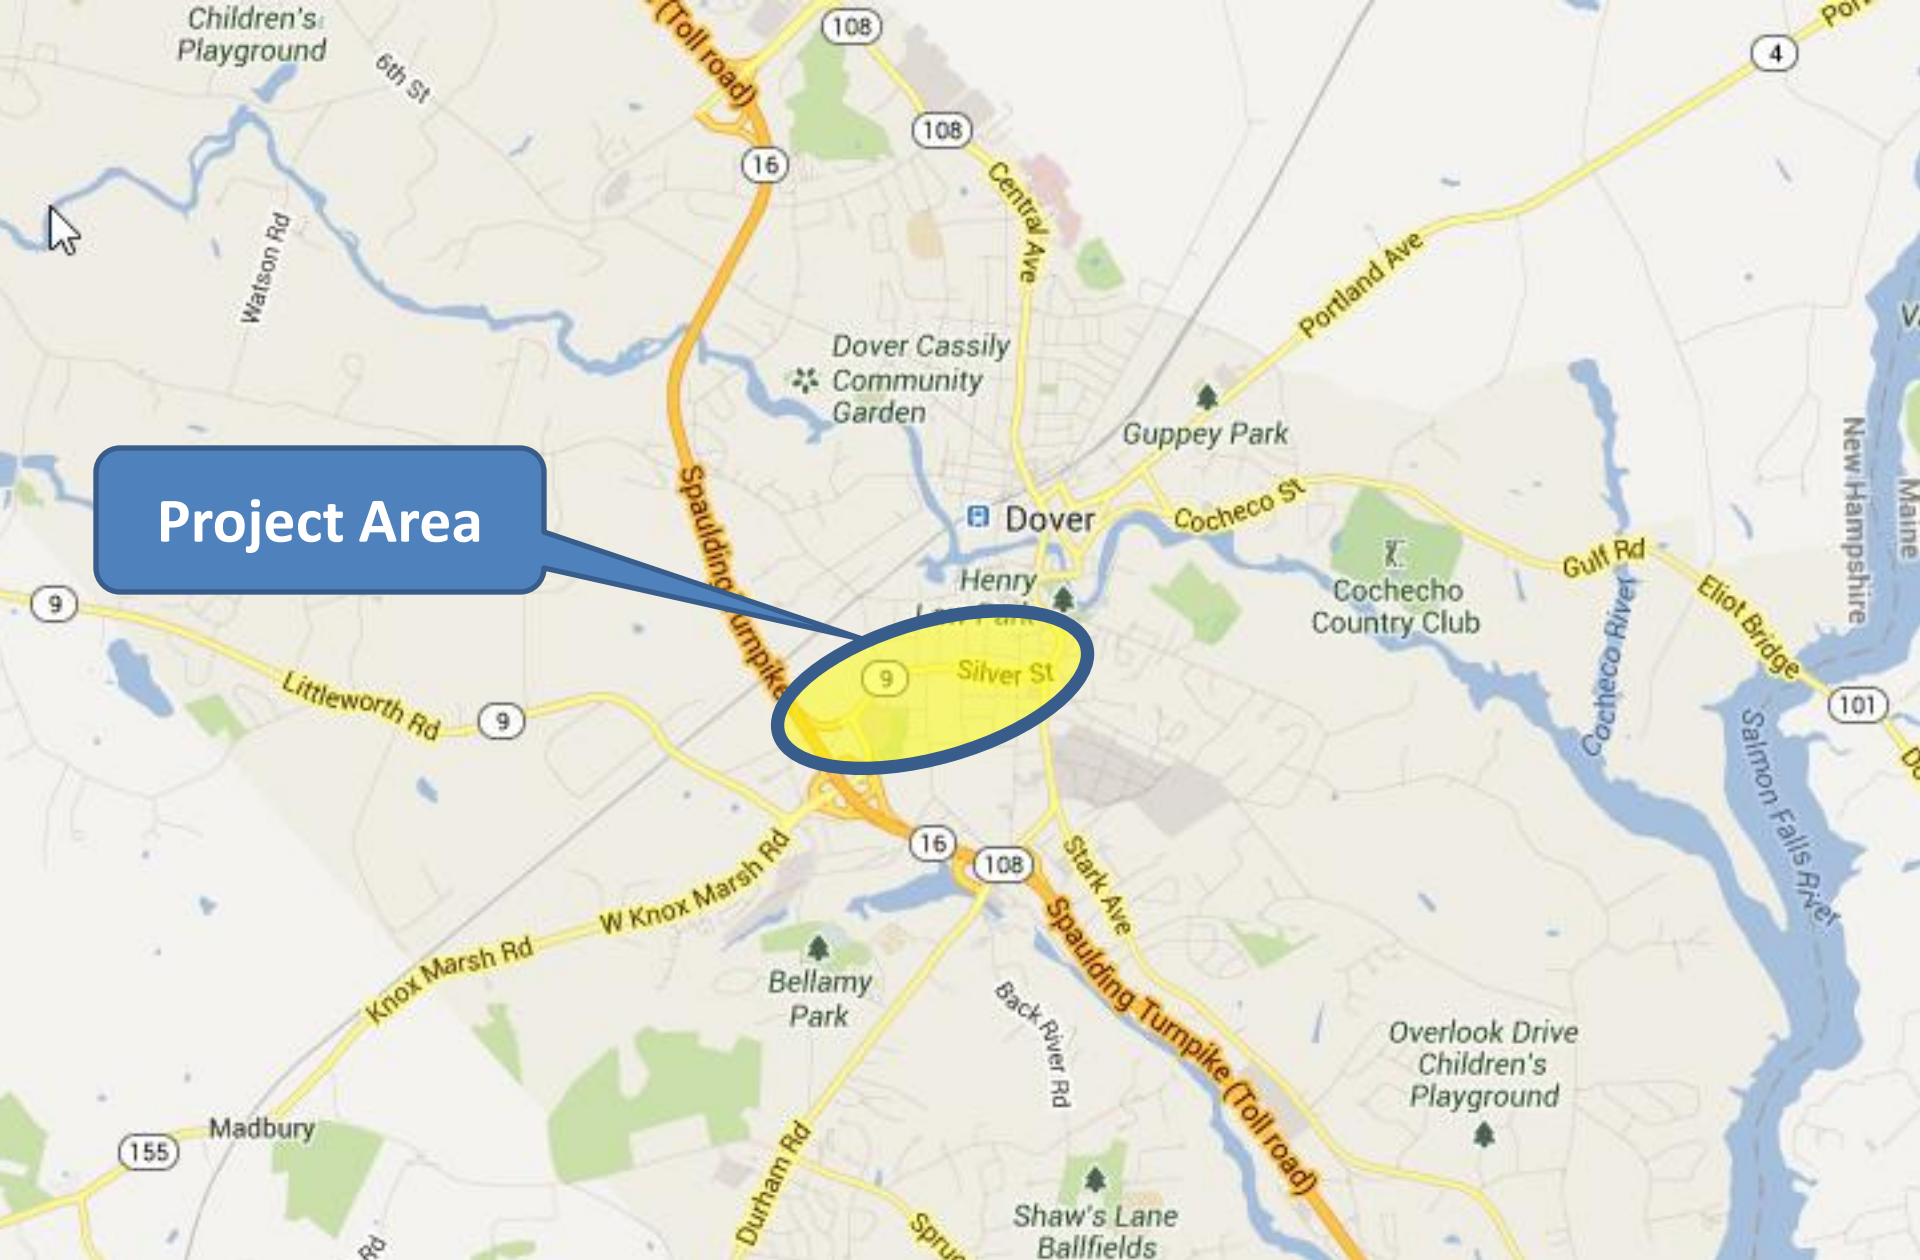 Children's
Playground
6th St
(Toll road)
108
4
108
16
Central Ave
Watson Rd
Portland Ave
Dover Cassily
Community
Garden
Guppey Park
New Hampshire
Maine
Spaulding Turnpike
Project Area
Dover
Cocheco St
Gulf Rd
Cochecho
Country Club
Eliot Bridge
Henry
Park
9
Silver St
9
Littleworth Rd
9
Cocheco River
101
Salmon Falls River
16
108
Stark Ave
W Knox Marsh Rd
Knox Marsh Rd
Spaulding Turnpike (Toll road)
Bellamy
Park
Back River Rd
Overlook Drive
Children's
Playground
Madbury
155
Durham Rd
Shaw's Lane
Ballfields
Rd